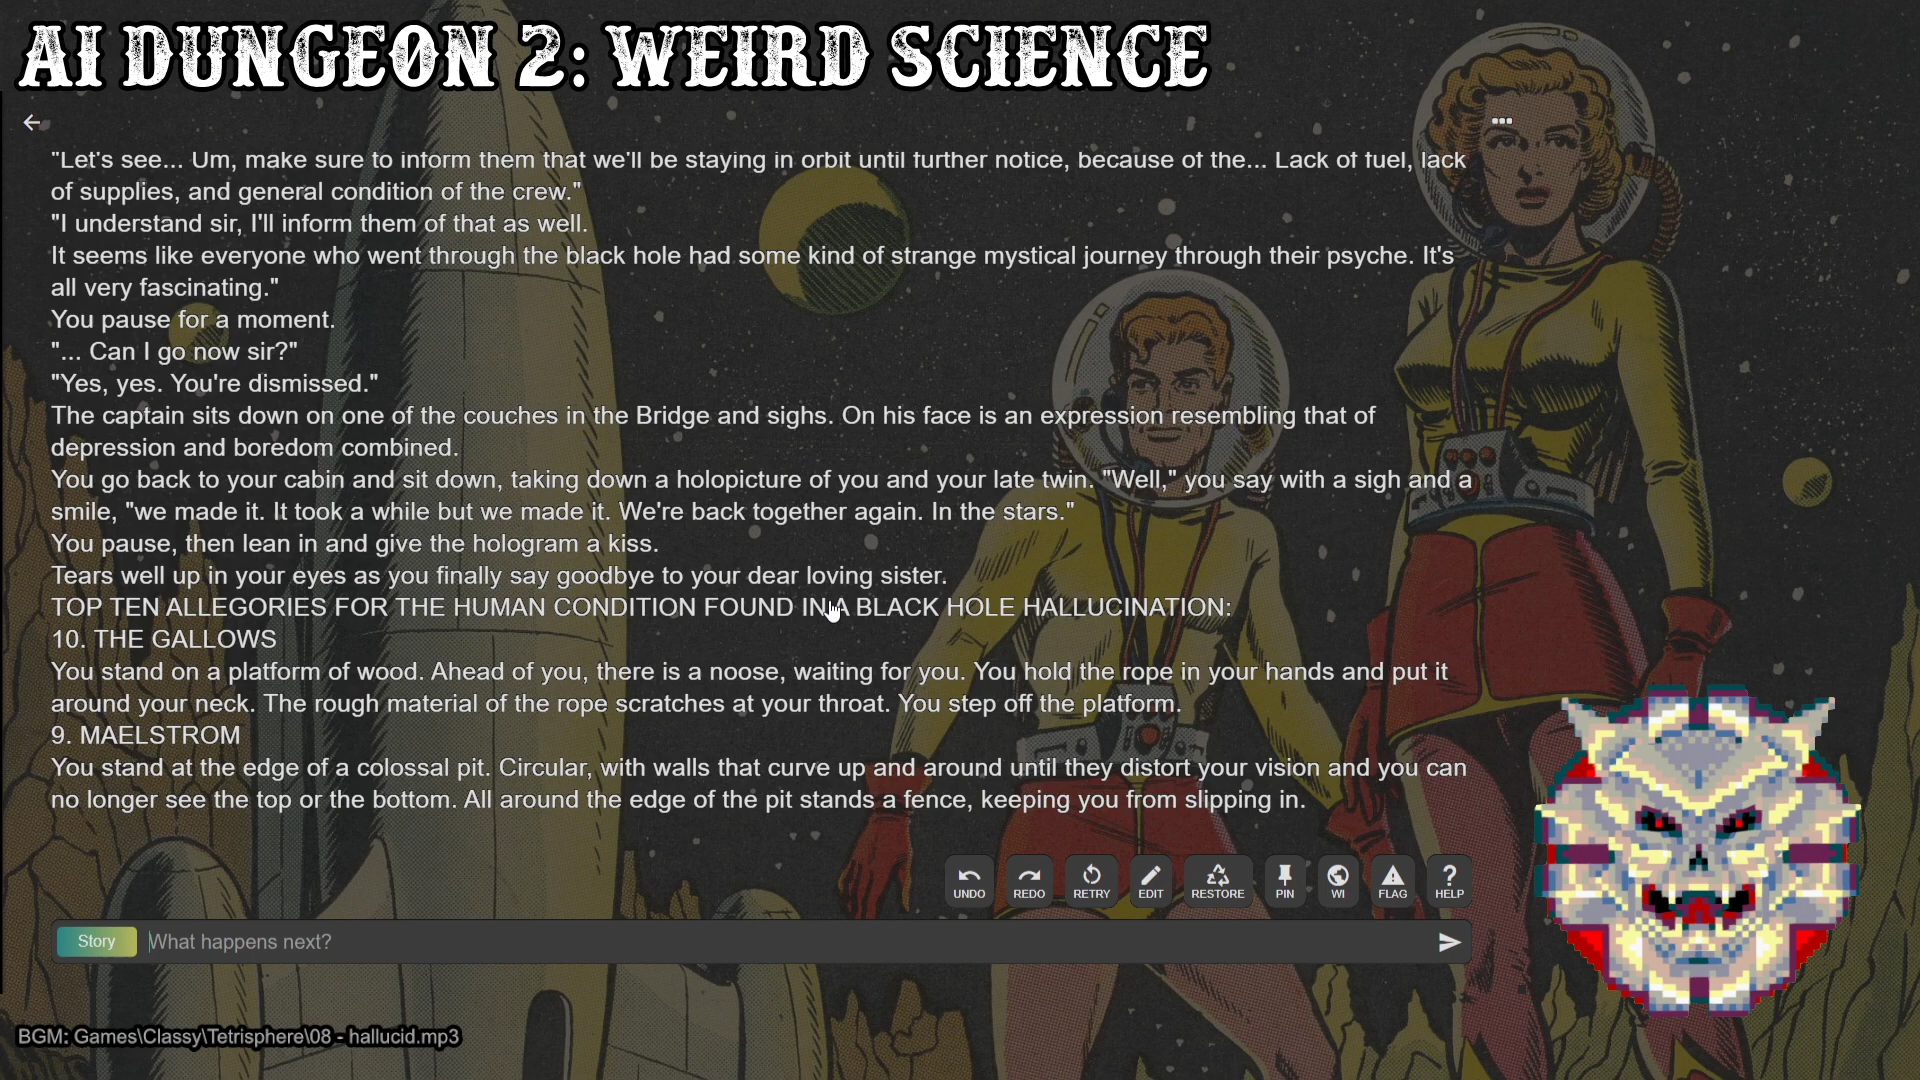 AI DUNGEON 2: WEIRD SCIENCE
"Let's see... Um, make sure to inform them that we'll be staying in orbit until further notice, because of the... Lack of fuel, lack
of supplies, and general condition of the crew."
"I understand sir, I'll inform them of that as well.
It seems like everyone who went through the black hole had some kind of strange mystical journey through their psyche. It's
all very fascinating."
You pause for a moment.
"... Can I go now sir?"
"Yes, yes. You're dismissed."
The captain sits down on one of the couches in the Bridge and sighs. On his face is an expression resembling that of
depression and boredom combined.
You go back to your cabin and sit down, taking down a holopicture of you and your late twin. "Well," you say with a sigh and a
smile, "we made it. It took a while but we made it. We're back together again. In the stars."
You pause, then lean in and give the hologram a kiss.
Tears well up in your eyes as you finally say goodbye to your dear loving sister.
TOP TEN ALLEGORIES FOR THE HUMAN CONDITION FOUND IN A BLACK HOLE HALLUCINATION:
10. THE GALLOWS
You stand on a platform of wood. Ahead of you, there is a noose, waiting for you. You hold the rope in your hands and put it
around your neck. The rough material of the rope scratches at your throat. You step off the platform.
9. MAELSTROM
You stand at the edge of a colossal pit. Circular, with walls that curve up and around until they distort your vision and you can
no longer see the top or the bottom. All around the edge of the pit stands a fence, keeping you from slipping in.
UNDO REDO RETRY EDIT RESTORE PIN WI FLAG HELP
Story What happens next?
BGM: Games\Classy\Tetrisphere\08 - hallucid.mp3